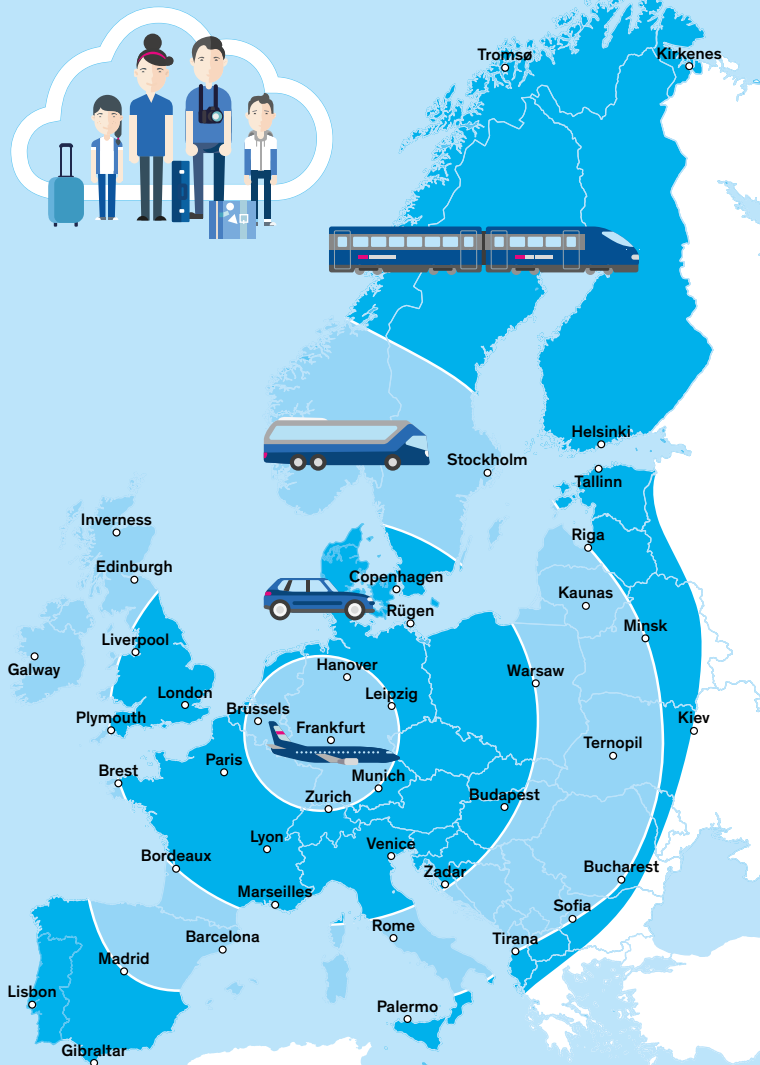 Tromsø
Kirkenes
Helsinki
Stockholm
Tallinn
Inverness
Riga
Edinburgh
Copenhagen
Kaunas
Rügen
Minsk
Liverpool
Galway
Hanover
Warsaw
London
Leipzig
Brussels
Plymouth
Kiev
Frankfurt
Ternopil
Paris
Brest
Munich
Zurich
Budapest
Lyon
Venice
Bordeaux
Zadar
Bucharest
Marseilles
Sofia
Rome
Barcelona
Tirana
Madrid
Lisbon
Palermo
Gibraltar